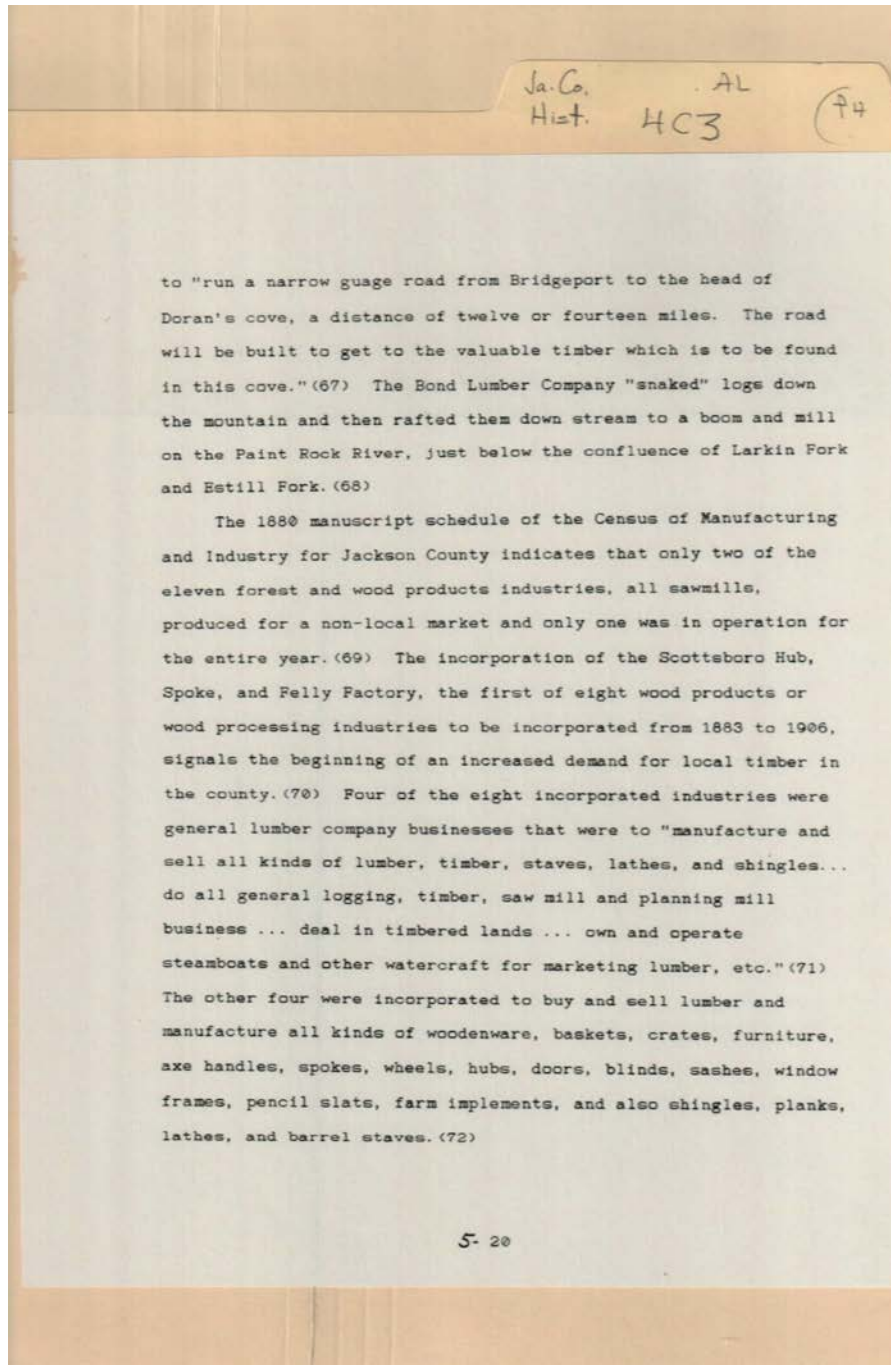 Ja. Co. AL
Hist. 4C3 P4
to "run a narrow guage road from Bridgeport to the head of
Doran's cove, a distance of twelve or fourteen miles. The road
will be built to get to the valuable timber which is to be found
in this cove."(67) The Bond Lumber Company "snaked" logs down
the mountain and then rafted them down stream to a boom and mill
on the Paint Rock River, just below the confluence of Larkin Fork
and Estill Fork.(68)
The 1880 manuscript schedule of the Census of Manufacturing
and Industry for Jackson County indicates that only two of the
eleven forest and wood products industries, all sawmills,
produced for a non-local market and only one was in operation for
the entire year.(69) The incorporation of the Scottsboro Hub,
Spoke, and Felly Factory, the first of eight wood products or
wood processing industries to be incorporated from 1883 to 1906,
signals the beginning of an increased demand for local timber in
the county.(70) Four of the eight incorporated industries were
general lumber company businesses that were to "manufacture and
sell all kinds of lumber, timber, staves, lathes, and shingles...
do all general logging, timber, saw mill and planning mill
business ... deal in timbered lands ... own and operate
steamboats and other watercraft for marketing lumber, etc."(71)
The other four were incorporated to buy and sell lumber and
manufacture all kinds of woodenware, baskets, crates, furniture,
axe handles, spokes, wheels, hubs, doors, blinds, sashes, window
frames, pencil slats, farm implements, and also shingles, planks,
lathes, and barrel staves.(72)
5- 20